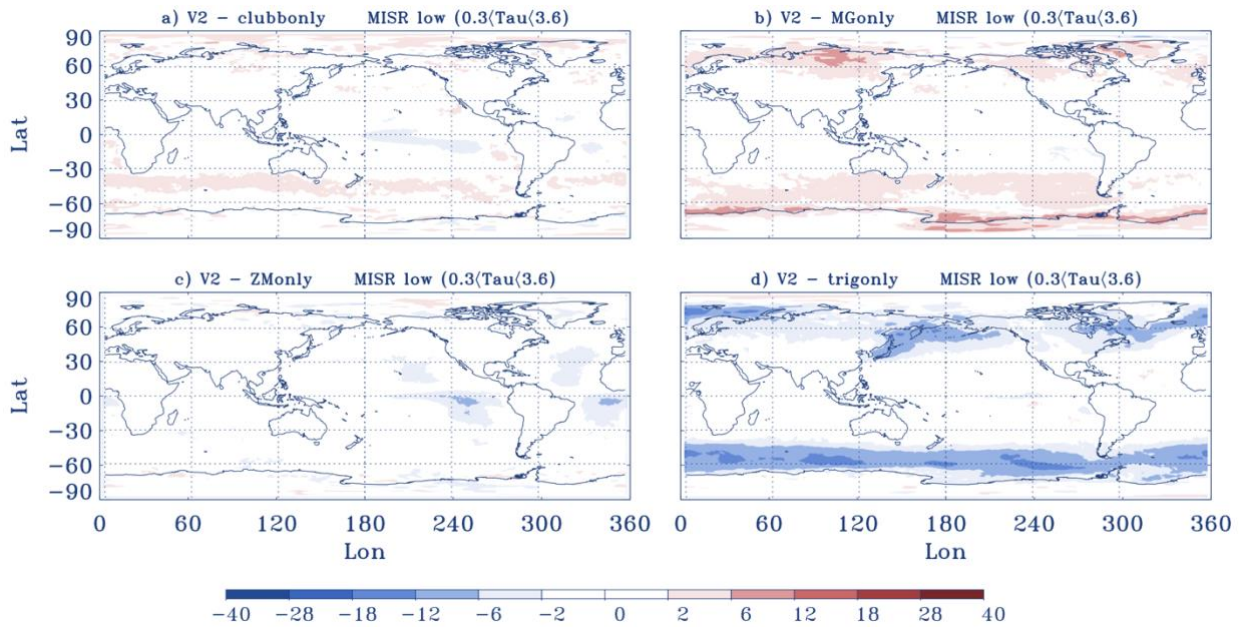 a) V2 - clubbonly MISR low (0.3⟨Tau⟨3.6)
b) V2 - MGonly MISR low (0.3⟨Tau⟨3.6)
90
60
30
0
-30
-60
-90
Lat
c) V2 - ZMonly MISR low (0.3⟨Tau⟨3.6)
d) V2 - trigonly MISR low (0.3⟨Tau⟨3.6)
90
60
30
0
-30
-60
-90
Lat
0 60 120 180 240 300 360
0 60 120 180 240 300 360
Lon
Lon
-40 -28 -18 -12 -6 -2 0 2 6 12 18 28 40